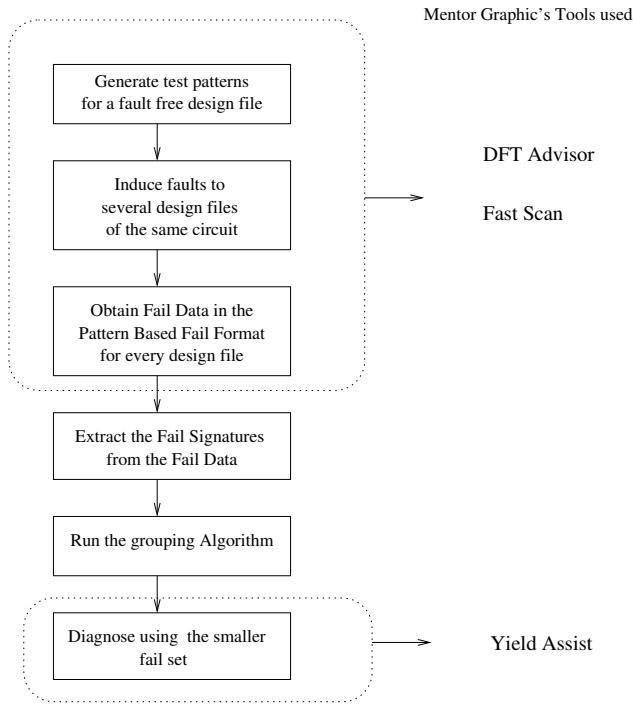 Mentor Graphic's Tools used
Generate test patterns
for a fault free design file
Induce faults to
several design files
of the same circuit
DFT Advisor
Fast Scan
Obtain Fail Data in the
Pattern Based Fail Format
for every design file
Extract the Fail Signatures
from the Fail Data
Run the grouping Algorithm
Diagnose using the smaller
fail set
Yield Assist